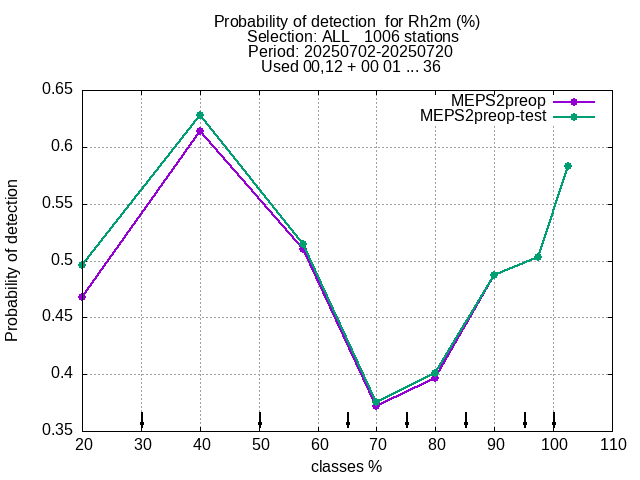 Probability of detection  for Rh2m (%)
Selection: ALL   1006 stations
Period: 20250702-20250720
Used 00,12 + 00 01 ... 36
MEPS2preop
MEPS2preop-test
Probability of detection
0.65
0.6
0.55
0.5
0.45
0.4
0.35
20 30 40 50 60 70 80 90 100 110
classes %